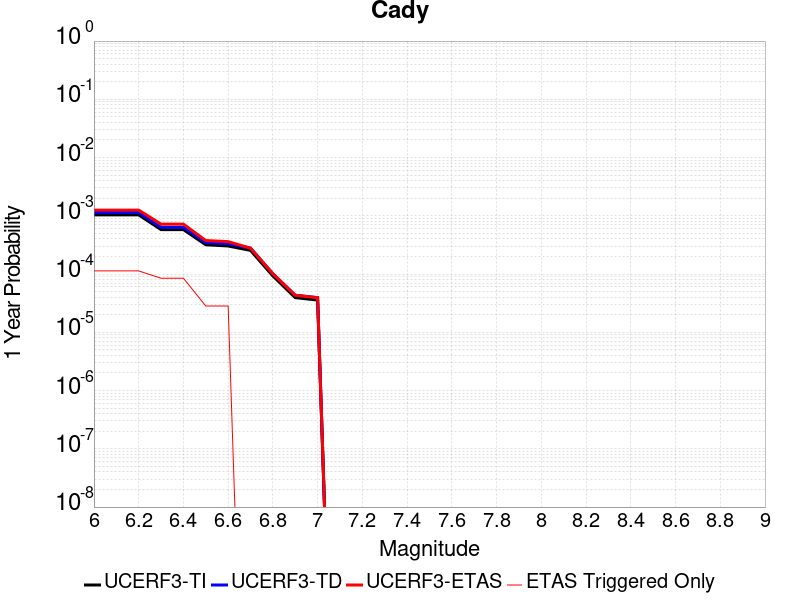 Cady
10^0
10^-1
10^-2
10^-3
10^-4
10^-5
10^-6
10^-7
10^-8
1 Year Probability
6 6.2 6.4 6.6 6.8 7 7.2 7.4 7.6 7.8 8 8.2 8.4 8.6 8.8 9
Magnitude
UCERF3-TI UCERF3-TD UCERF3-ETAS ETAS Triggered Only